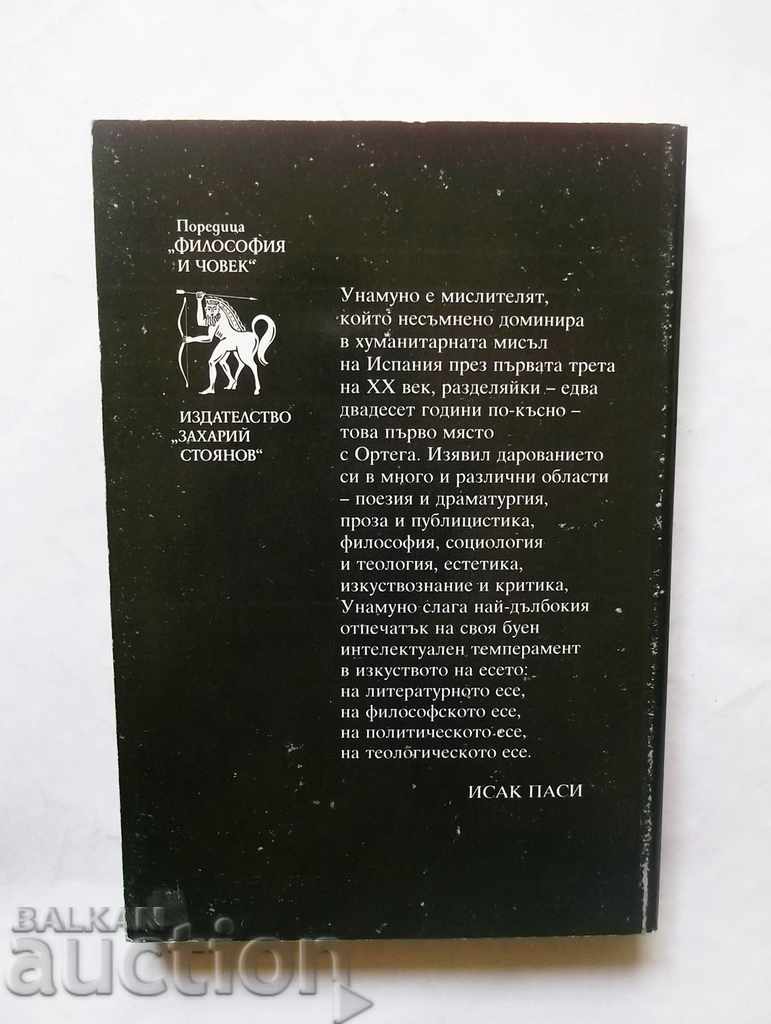 Поредица
„ФИЛОСОФИЯ
И ЧОВЕК“
ИЗДАТЕЛСТВО
„ЗАХАРИЙ
СТОЯНОВ“
Унамуно е мислителят,
който несъмнено доминира
в хуманитарната мисъл
на Испания през първата трета
на XX век, разделяйки – едва
двадесет години по-късно –
това първо място
с Ортега. Изявил дарованието
си в много и различни области
– поезия и драматургия,
проза и публицистика,
философия, социология
и теология, естетика,
изкуствознание и критика,
Унамуно слага най-дълбокия
отпечатък на своя буен
интелектуален темперамент
в изкуството на есето:
на литературното есе,
на философското есе,
на политическото есе,
на теологическото есе.
ИСАК ПАСИ
BALKAN
auction